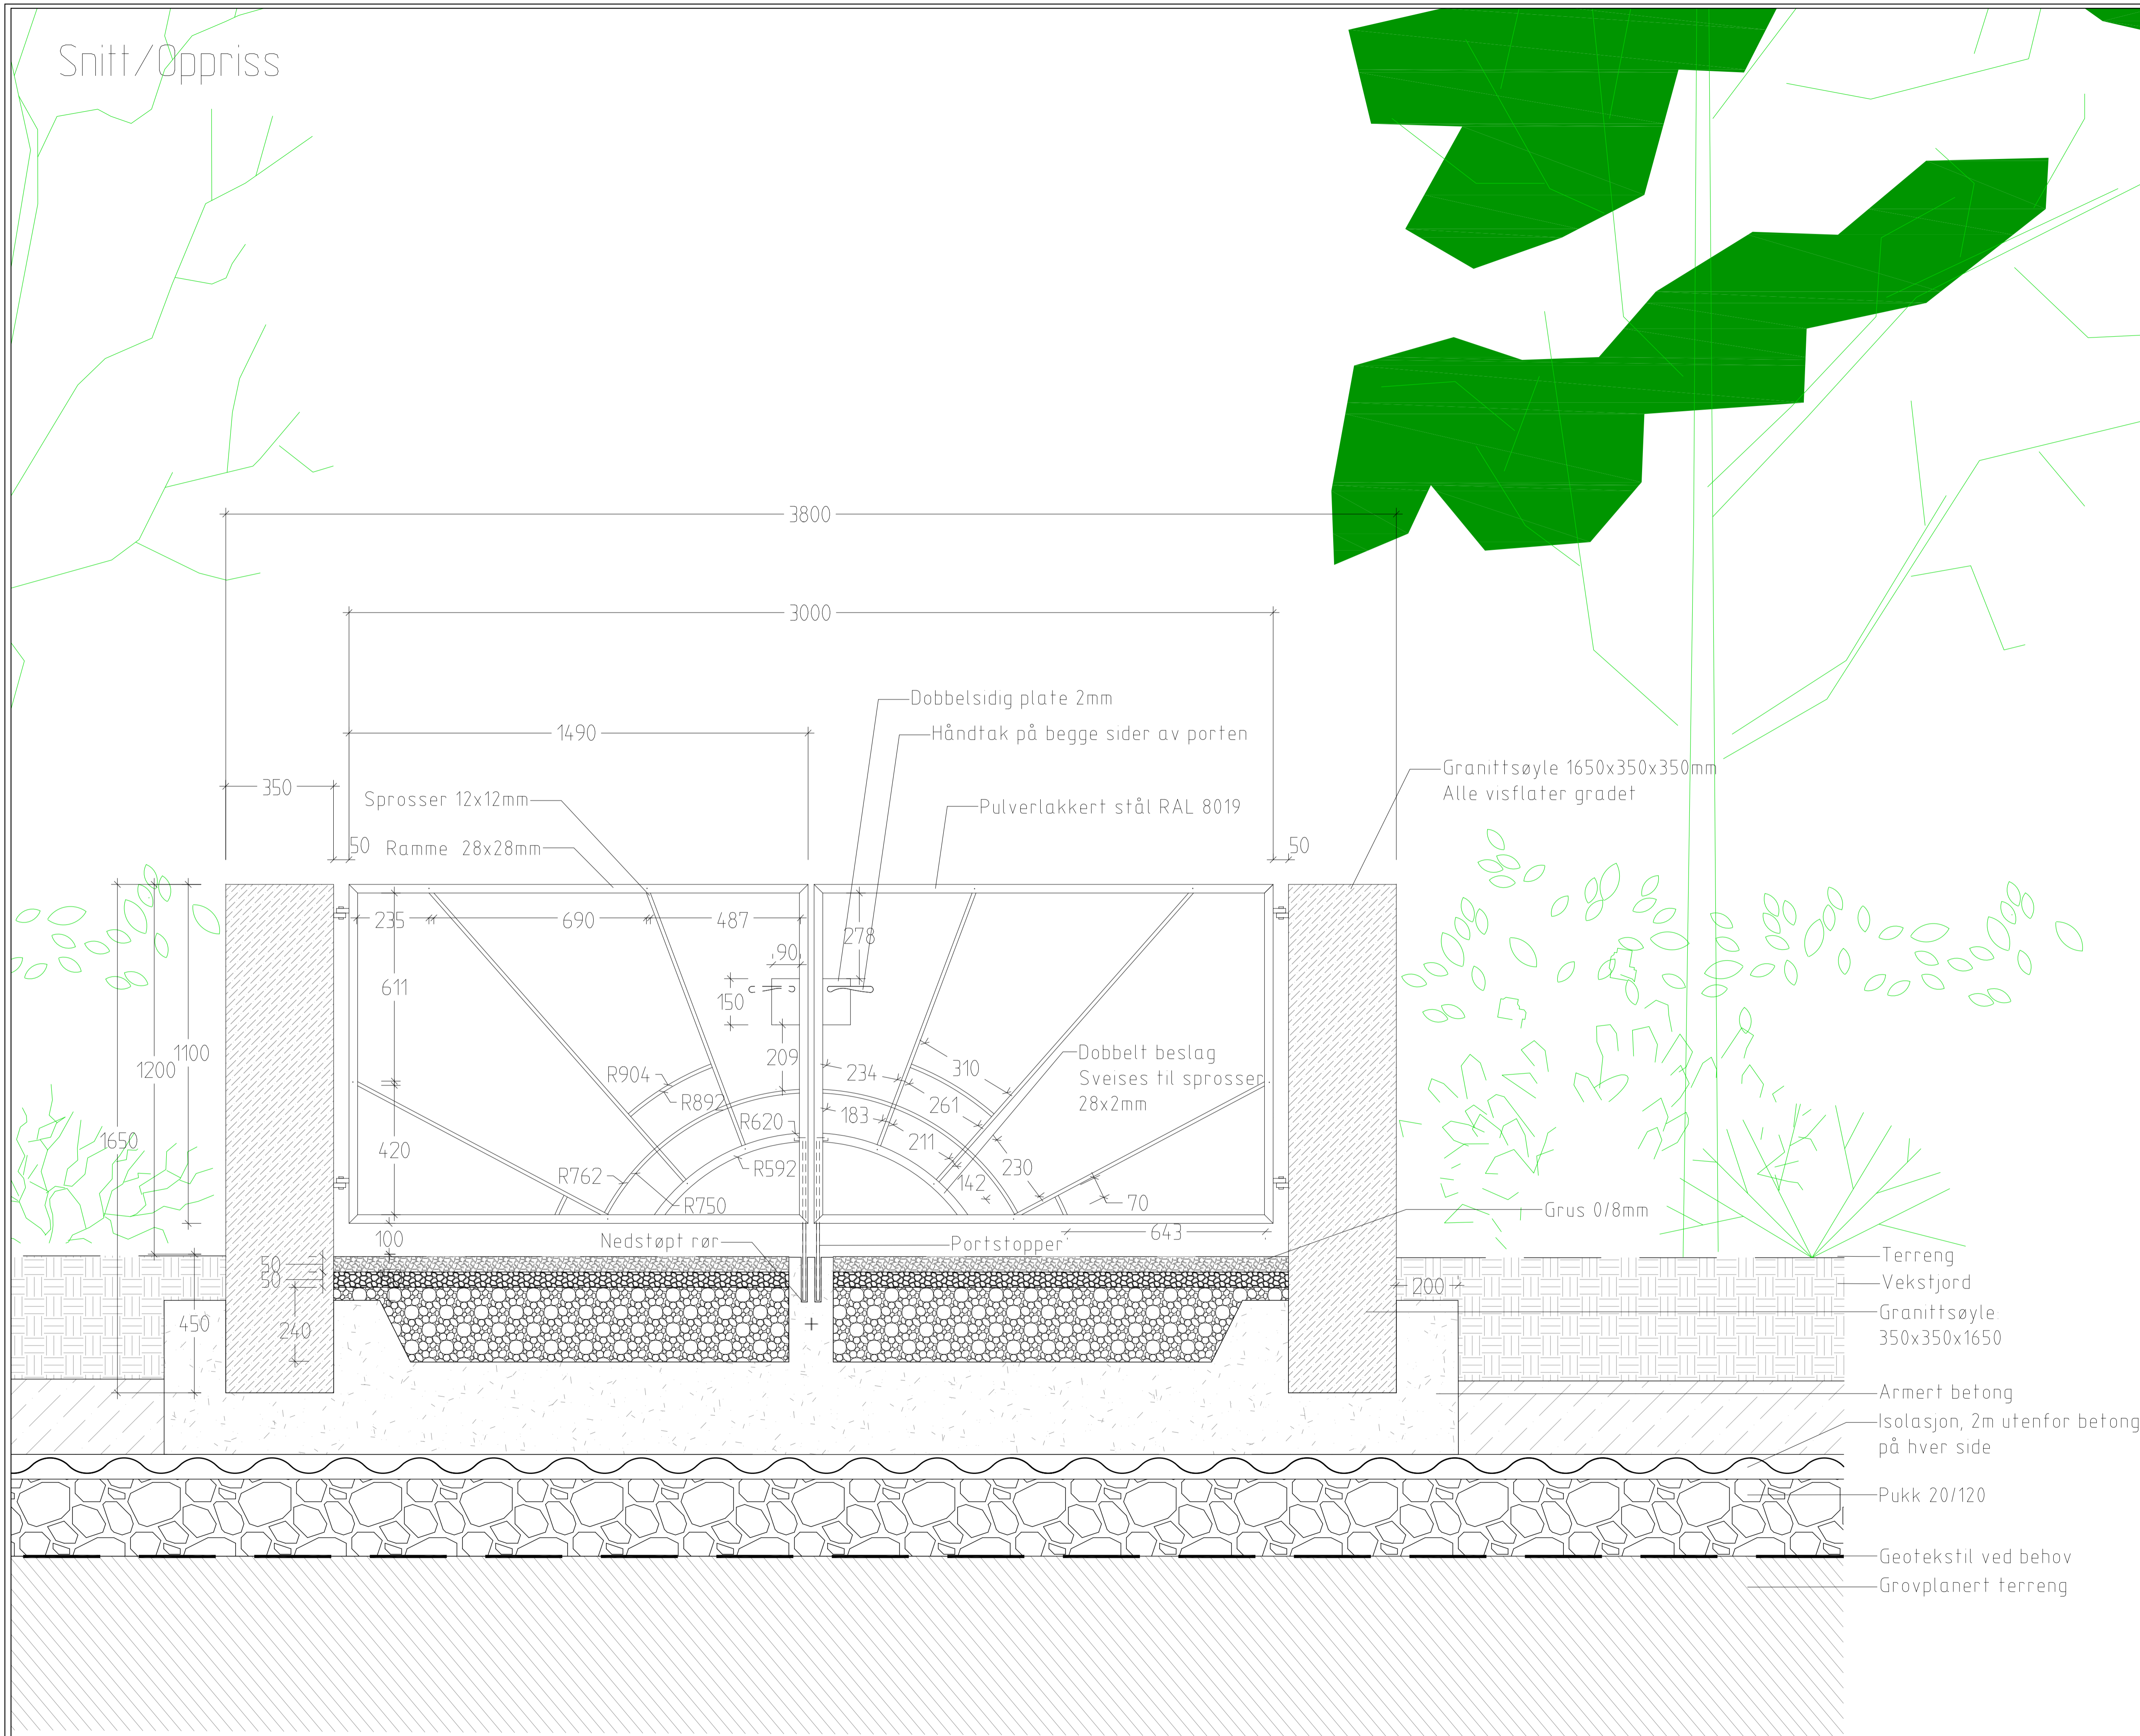 Snitt/Oppriss
3800
3000
Dobbelsidig plate 2mm
1490
Håndtak på begge sider av porten
Granittsøyle 1650x350x350mm
Alle visflater gradet
350
Sprosser 12x12mm
Pulverlakkert stål RAL 8019
50
Ramme 28x28mm
50
235
690
487
278
90
611
150
1100
209
1200
310
Dobbelt beslag
Sveises til sprosser
28x2mm
R904
234
R892
261
183
R620
1650
211
420
230
R592
R762
142
R750
70
Grus 0/8mm
643
100
Nedstøpt rør
Portstopper
50
50
Terreng
Vekstjord
200
Granittsøyle
350x350x1650
450
240
Armert betong
Isolasjon, 2m utenfor betong
på hver side
Pukk 20/120
Geotekstil ved behov
Grovplanert terreng